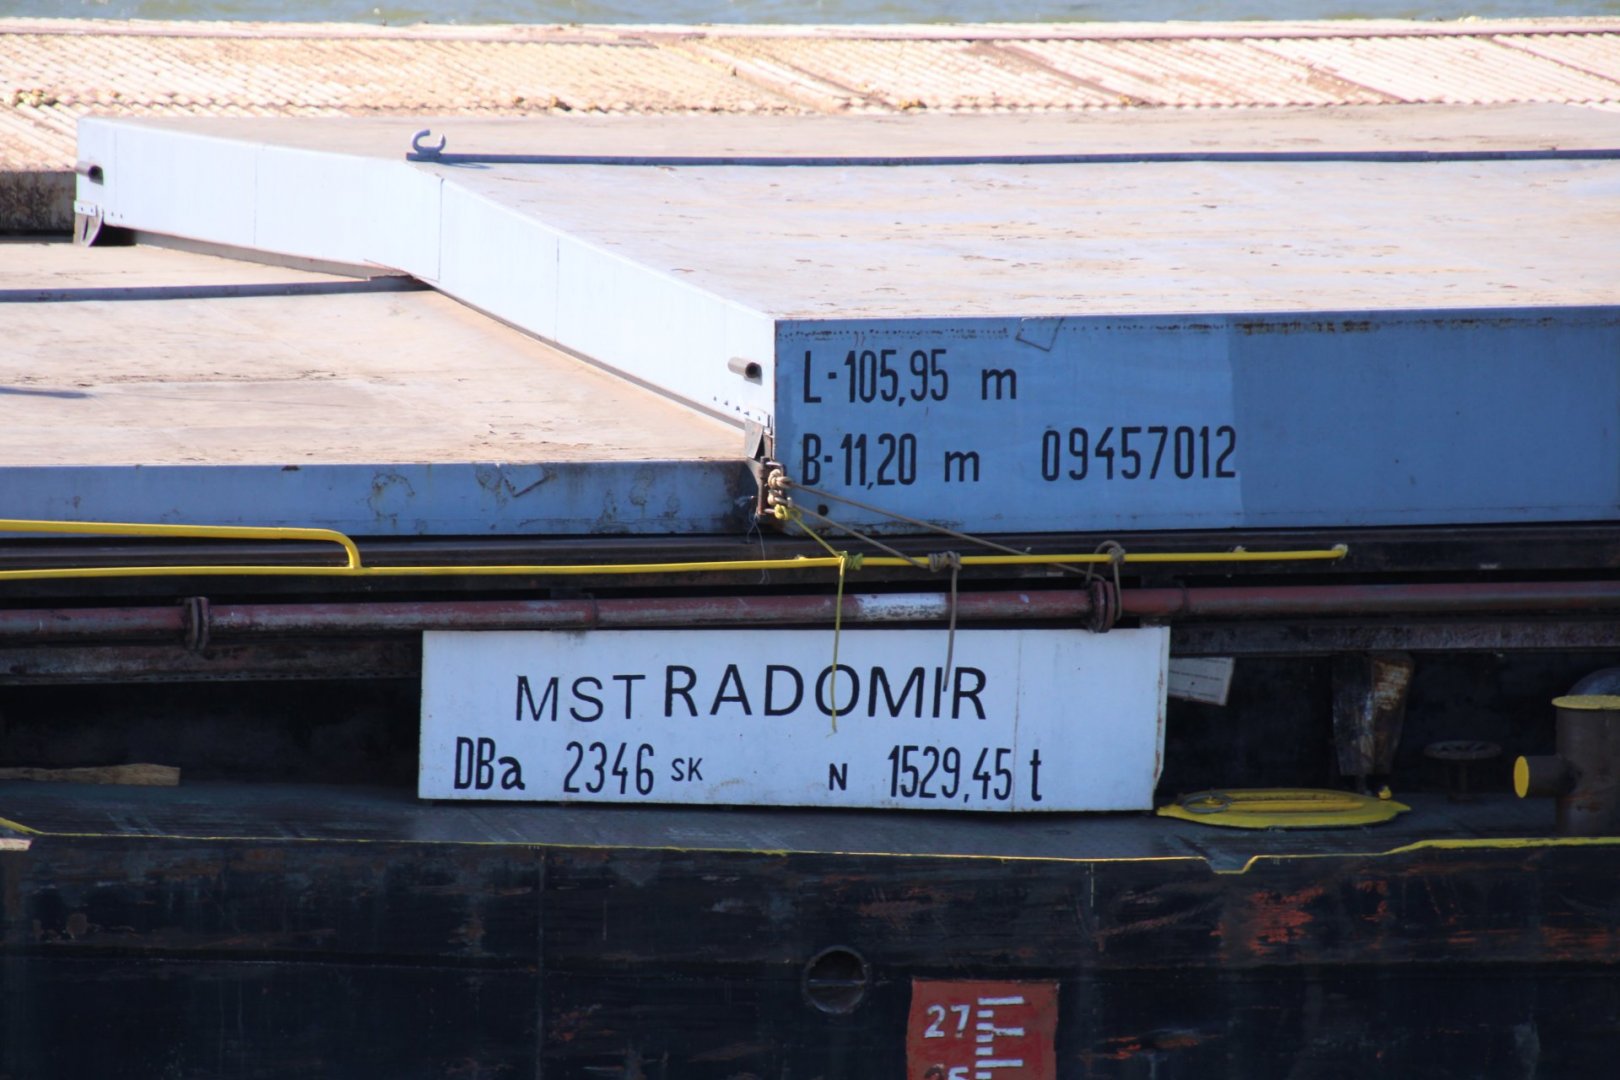 L-105,95 m
B-11,20 m 09457012
MST RADOMIR
DBa 2346 SK N 1529,45 t
27